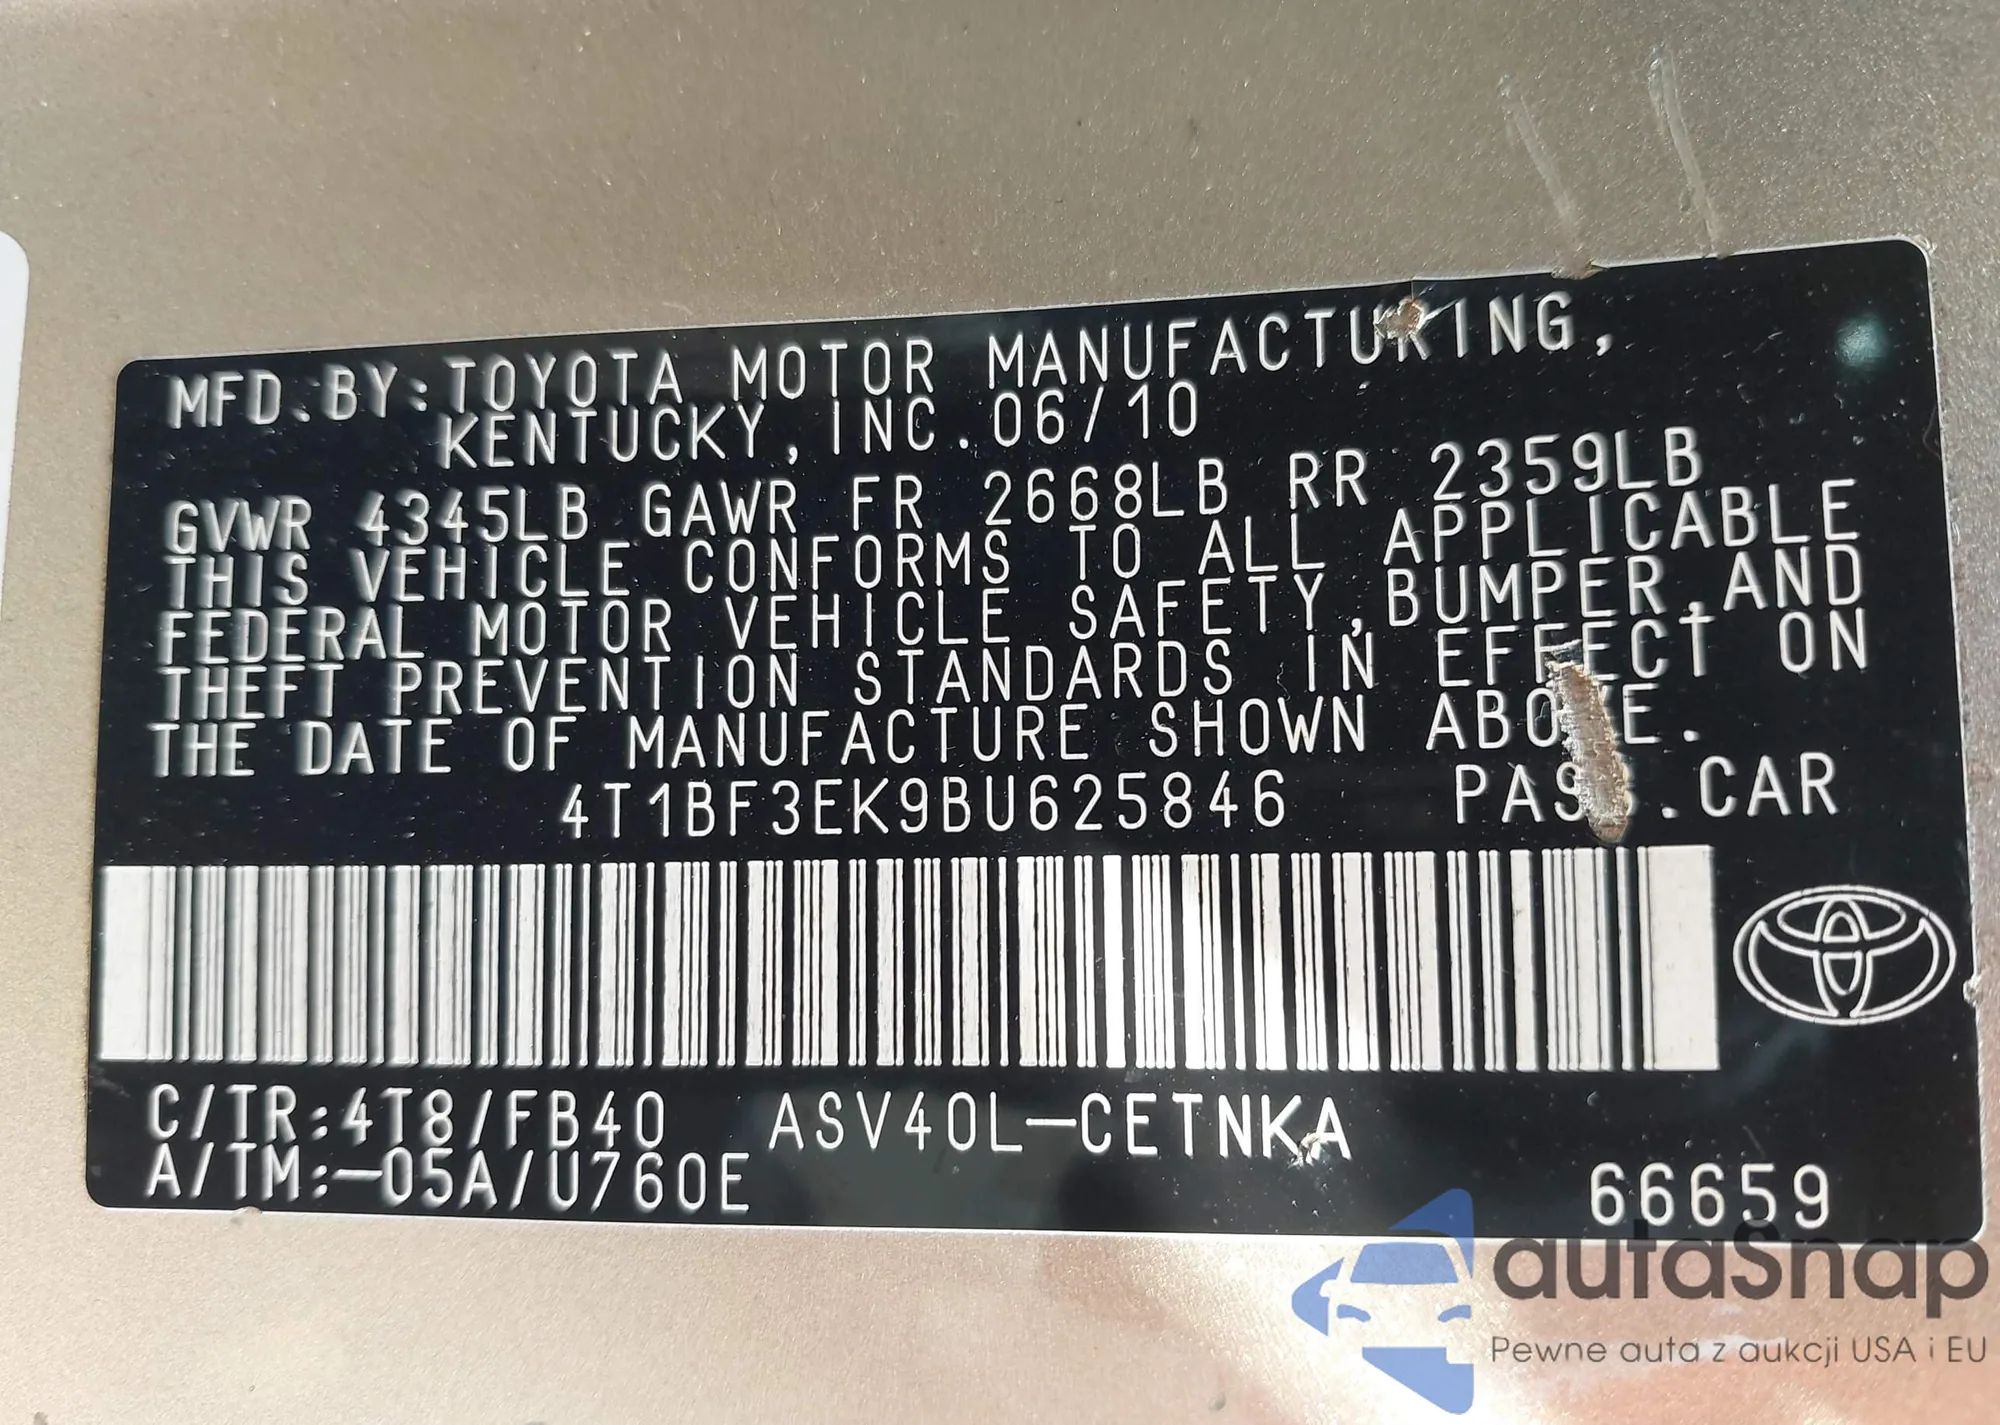 MFD.BY:TOYOTA MOTOR MANUFACTURING,
KENTUCKY, INC. 06/10
GVWR 4345LB GAWR FR 2668LB RR 2359LB
THIS VEHICLE CONFORMS TO ALL APPLICABLE
FEDERAL MOTOR VEHICLE SAFETY,BUMPER,AND
THEFT PREVENTION STANDARDS IN EFFECT ON
THE DATE OF MANUFACTURE SHOWN ABOVE.
4T1BF3EK9BU625846 PASS.CAR
C/TR:4T8/FB40 ASV40L-CETNKA
A/TM:-05A/U760E 66659
autoSnap
Pewne auta z aukcji USA i EU